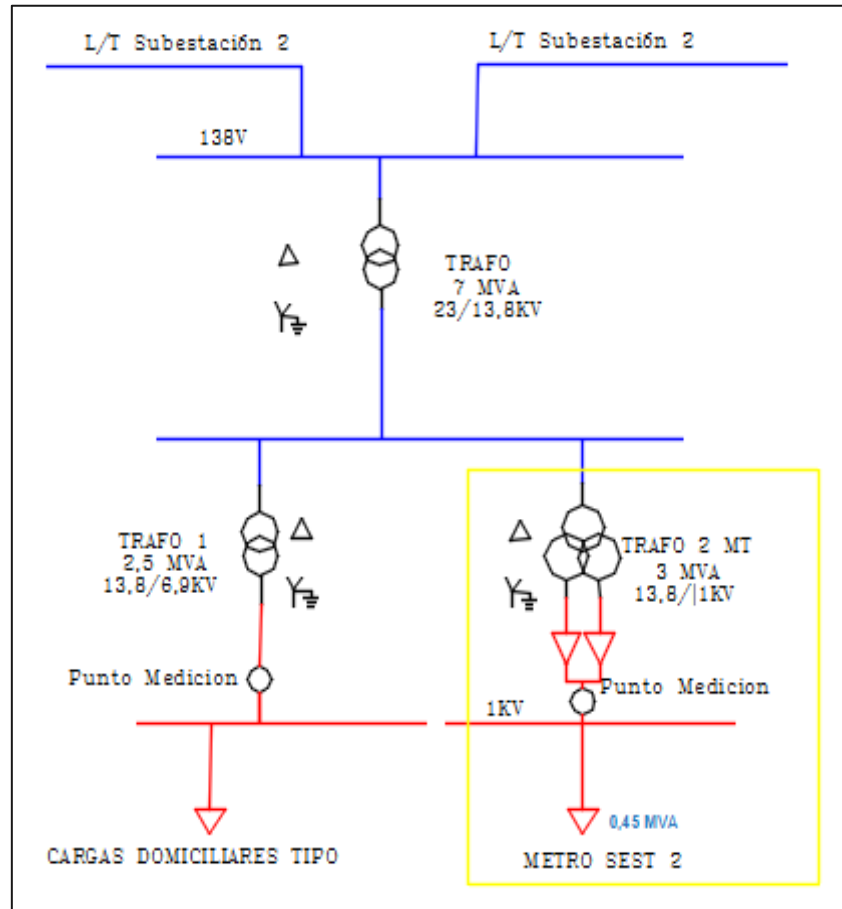 L/T Subestación 2
L/T Subestación 2
138V
TRAFO
7 MVA
23/13,8KV
TRAFO 1
2,5 MVA
13,8/6,9KV
TRAFO 2 MT
3 MVA
13,8/|1KV
Punto Medicion
Punto Medicion
1KV
0,45 MVA
CARGAS DOMICILIARES TIPO
METRO SEST 2